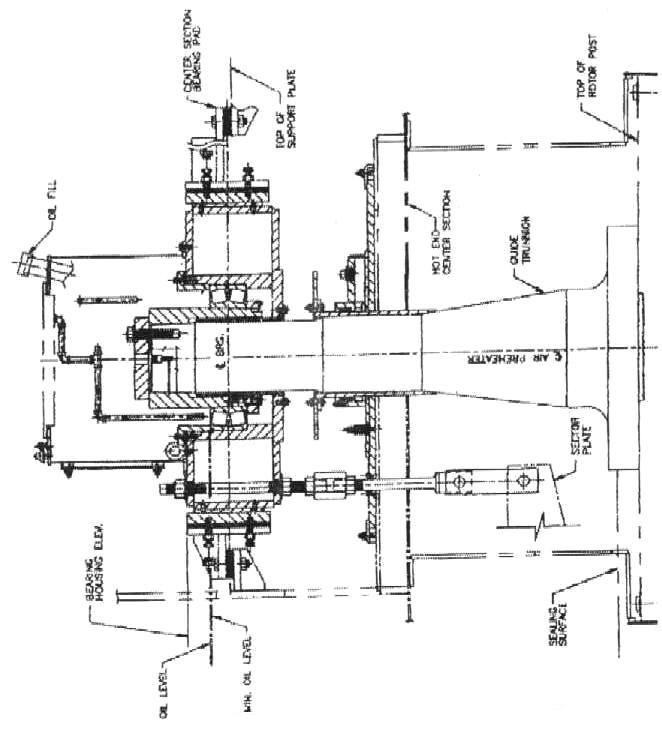 OIL FILL
CENTER SECTION
BEARING PAD
TOP OF
SUPPORT PLATE
TOP OF
ROTOR POST
HOT END
CENTER SECTION
GUIDE
TRUNNION
℄ BRG.
℄ AIR PREHEATER
SECTOR
PLATE
BEARING
HOUSING ELEV.
OIL LEVEL
MIN. OIL LEVEL
SEALING
SURFACE